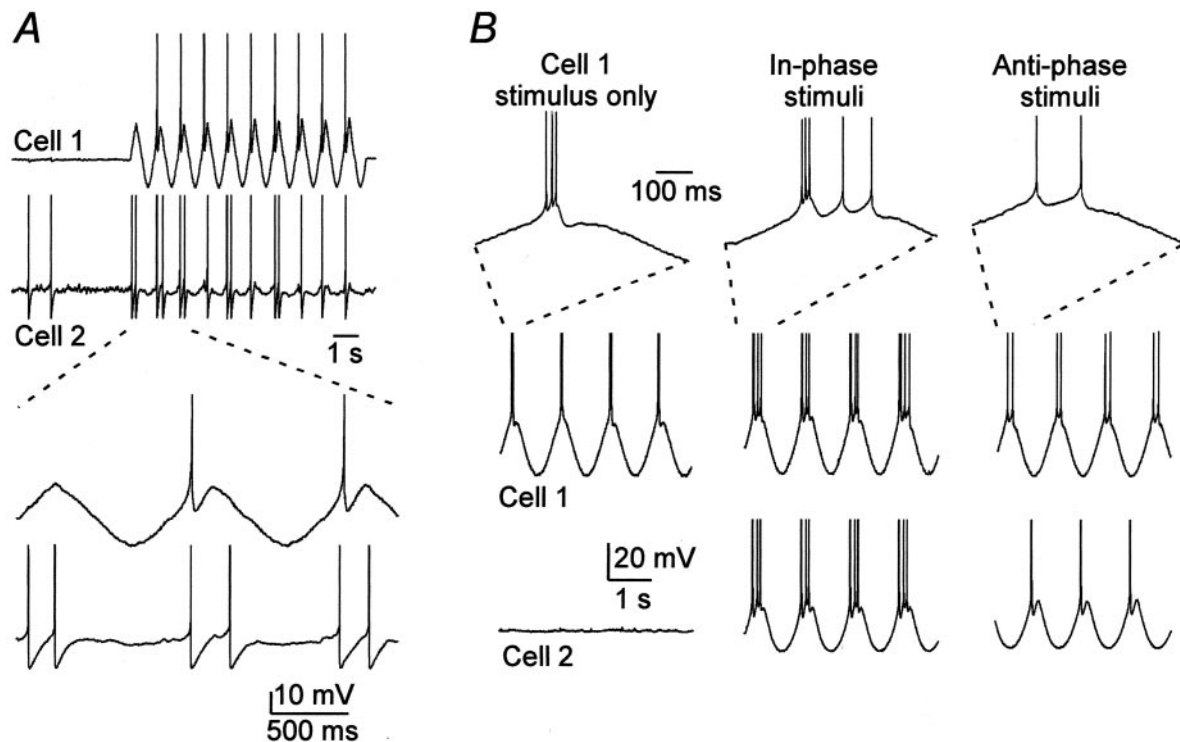 A
Cell 1
Cell 2
1 s
10 mV
500 ms
B
Cell 1
stimulus only
In-phase
stimuli
Anti-phase
stimuli
100 ms
Cell 1
20 mV
1 s
Cell 2